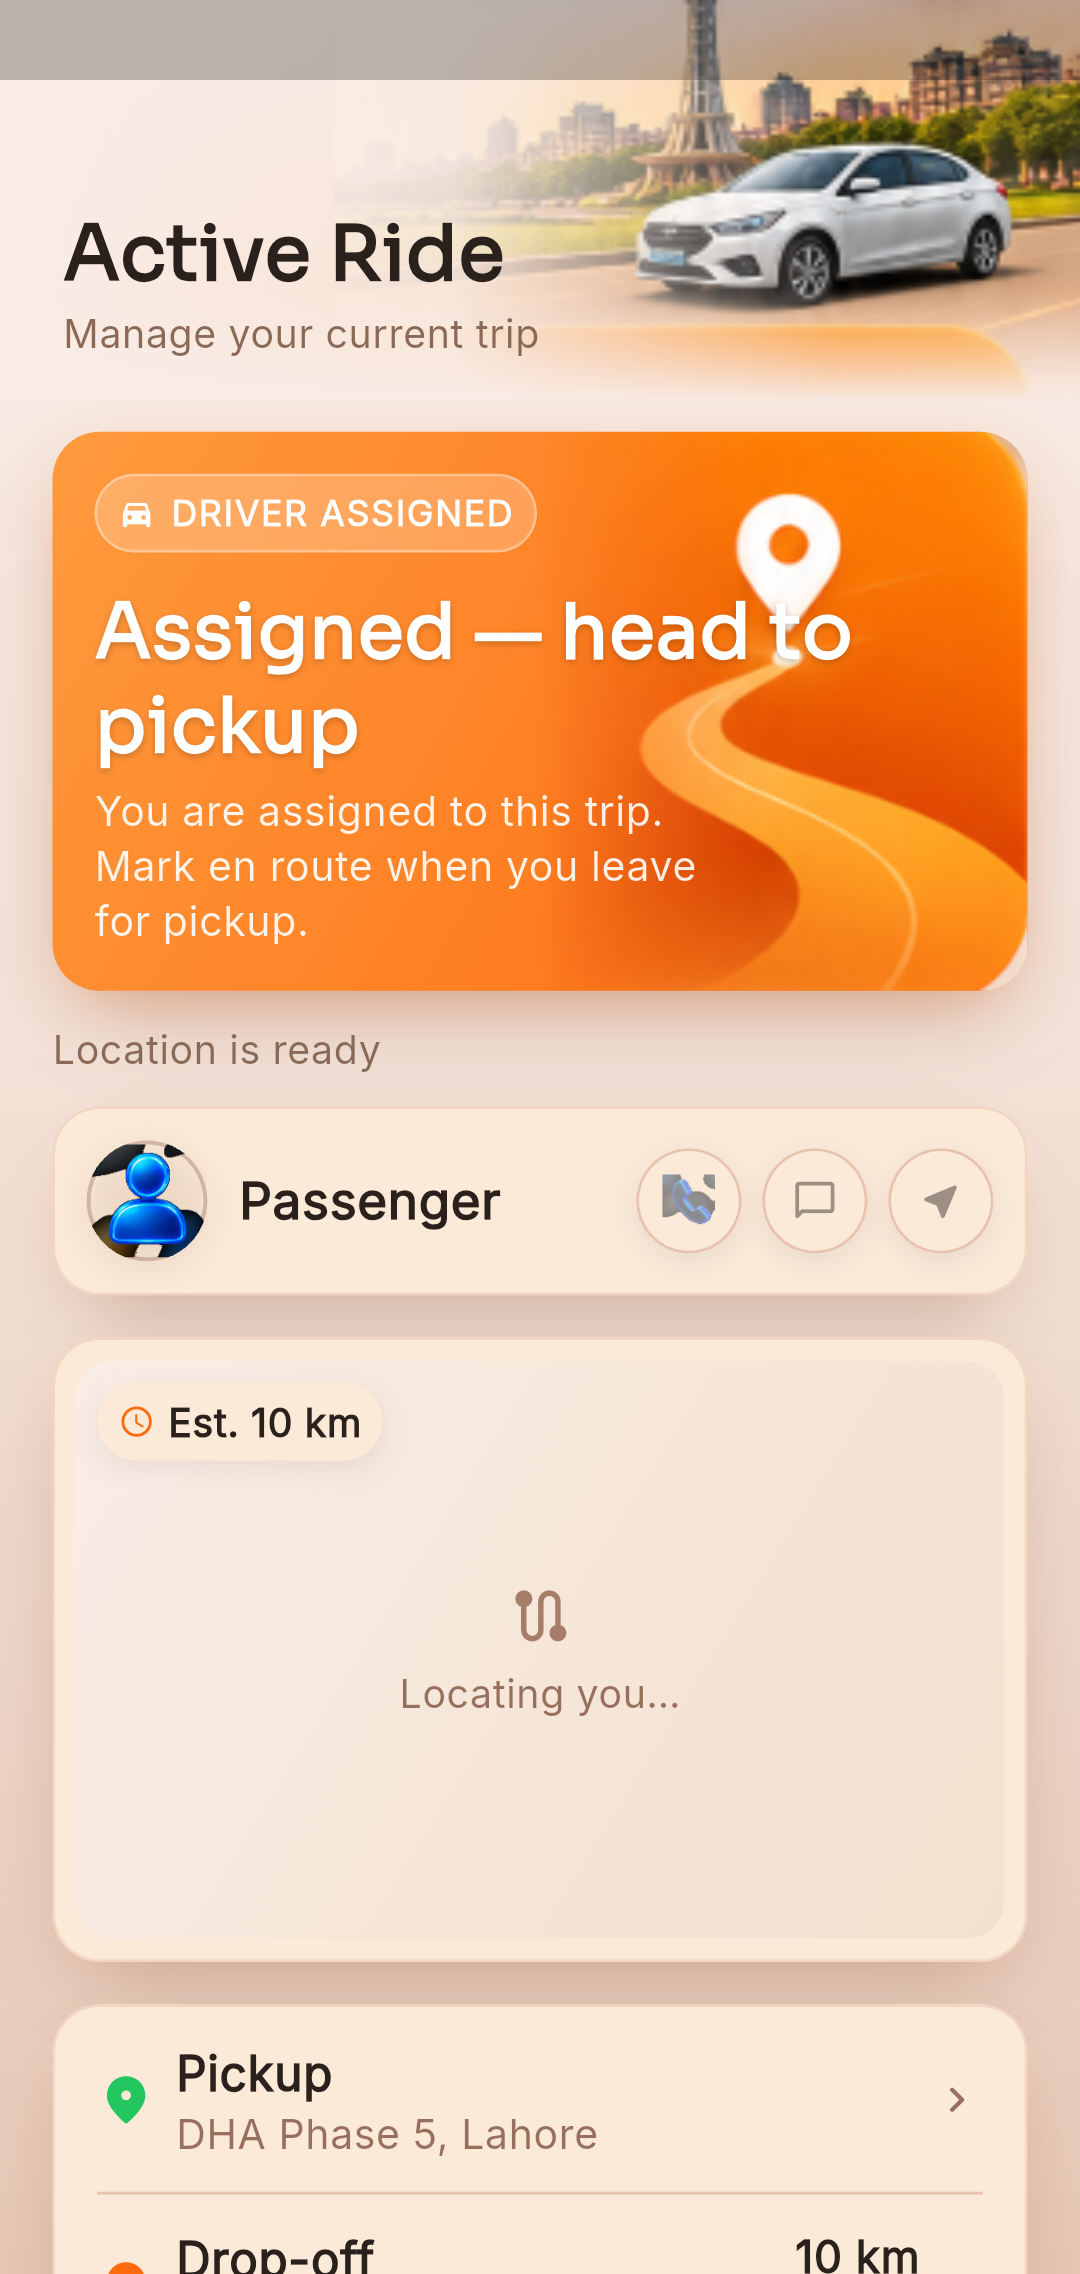 Active Ride
Manage your current trip
DRIVER ASSIGNED
Assigned — head to
pickup
You are assigned to this trip.
Mark en route when you leave
for pickup.
Location is ready
Passenger
Est. 10 km
Locating you...
Pickup
DHA Phase 5, Lahore
Drop-off
10 km